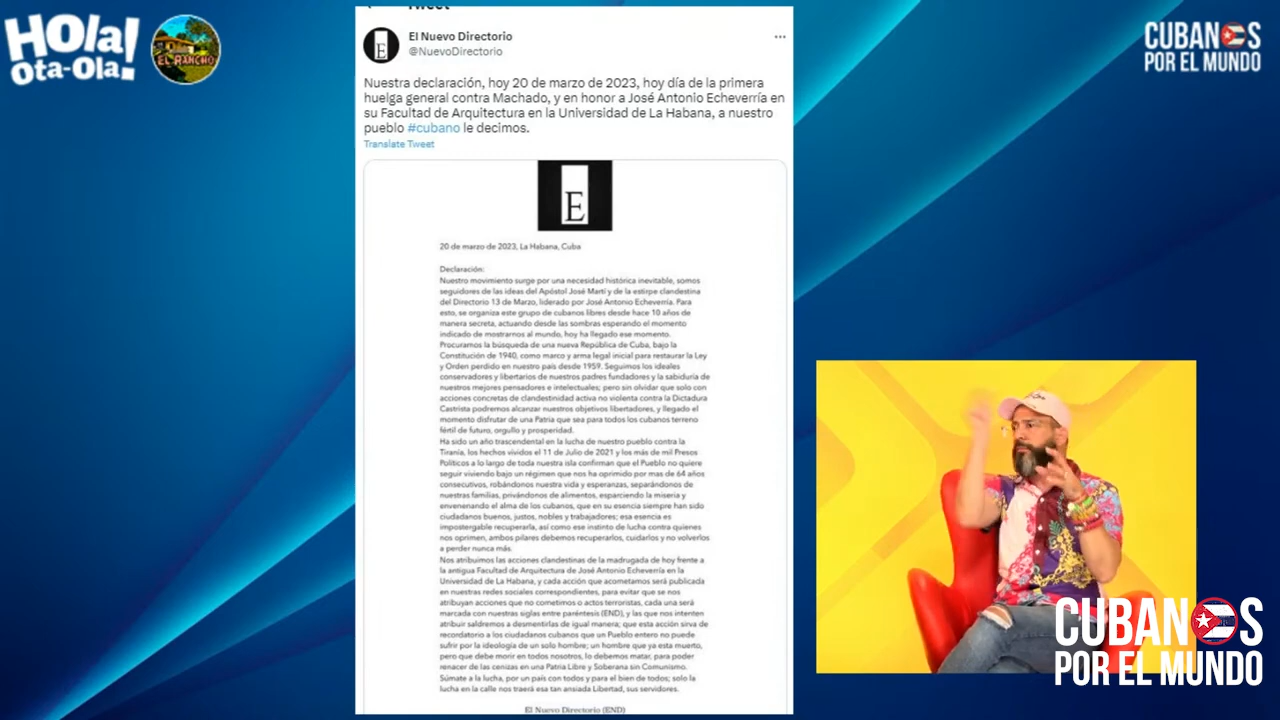 HOla!
Ota-Ola!
EL RANCHO
Tweet
El Nuevo Directorio
@NuevoDirectorio
Nuestra declaración, hoy 20 de marzo de 2023, hoy día de la primera
huelga general contra Machado, y en honor a José Antonio Echeverría en
su Facultad de Arquitectura en la Universidad de La Habana, a nuestro
pueblo #cubano le decimos.
Translate Tweet
E
E
20 de marzo de 2023, La Habana, Cuba
Declaración:
Nuestro movimiento surge por una necesidad histórica inevitable, somos
seguidores de las ideas del Apóstol José Martí y de la estirpe clandestina
del Directorio 13 de Marzo, liderado por José Antonio Echeverría. Para
esto, se organiza este grupo de cubanos libres desde hace 10 años de
manera secreta, actuando desde las sombras esperando el momento
indicado de mostrarnos al mundo, hoy ha llegado ese momento.
Procuramos la búsqueda de una nueva República de Cuba, bajo la
Constitución de 1940, como marco y arma legal inicial para restaurar la Ley
y Orden perdido en nuestro país desde 1959. Seguimos los ideales
conservadores y libertarios de nuestros padres fundadores y la sabiduría de
nuestros mejores pensadores e intelectuales; pero sin olvidar que solo con
acciones concretas de clandestinidad activa no violenta contra la Dictadura
Castrista podremos alcanzar nuestros objetivos libertadores, y llegado el
momento disfrutar de una Patria que sea para todos los cubanos terreno
fértil de futuro, orgullo y prosperidad.
Ha sido un año trascendental en la lucha de nuestro pueblo contra la
Tiranía, los hechos vividos el 11 de Julio de 2021 y los más de mil Presos
Políticos a lo largo de toda nuestra isla confirman que el Pueblo no quiere
seguir viviendo bajo un régimen que nos ha oprimido por mas de 64 años
consecutivos, robándonos nuestra vida y esperanzas, separándonos de
nuestras familias, privándonos de alimentos, esparciendo la miseria y
envenenando el alma de los cubanos, que en su esencia siempre han sido
ciudadanos buenos, justos, nobles y trabajadores; esa esencia es
impostergable recuperarla, así como ese instinto de lucha contra quienes
nos oprimen, ambos pilares debemos recuperarlos, cuidarlos y no volverlos
a perder nunca más.
Nos atribuimos las acciones clandestinas de la madrugada de hoy frente a
la antigua Facultad de Arquitectura de José Antonio Echeverría en la
Universidad de La Habana, y cada acción que acometamos será publicada
en nuestras redes sociales correspondientes, para evitar que se nos
atribuyan acciones que no cometimos o actos terroristas, cada una será
marcada con nuestras siglas entre paréntesis (END), y las que nos intenten
atribuir saldremos a desmentirlas de igual manera; que esta acción sirva de
recordatorio a los ciudadanos cubanos que un Pueblo entero no puede
sufrir por la ideología de un solo hombre; un hombre que ya esta muerto,
pero que debe morir en todos nosotros, lo debemos matar, para poder
renacer de las cenizas en una Patria Libre y Soberana sin Comunismo.
Súmate a la lucha, por un país con todos y para el bien de todos; solo la
lucha en la calle nos traerá esa tan ansiada Libertad, sus servidores.
El Nuevo Directorio (END)
CUBANOS
POR EL MUNDO
CUBANOS
POR EL MUNDO